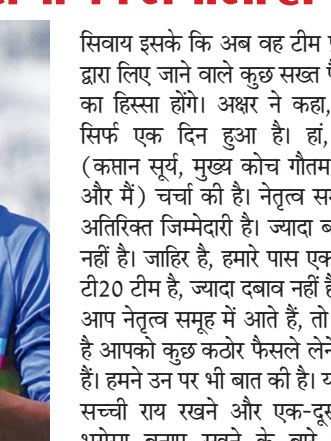 सिवाय इसके कि अब वह टीम
द्वारा लिए जाने वाले कुछ सख्त
का हिस्सा होंगे। अक्षर ने कहा,
सिर्फ एक दिन हुआ है। हां,
(कप्तान सूर्य, मुख्य कोच गौतम
और मैं) चर्चा की है। नेतृत्व
अतिरिक्त जिम्मेदारी है। ज्यादा
नहीं है। जाहिर है, हमारे पास एक
टी20 टीम है, ज्यादा दबाव नहीं
आप नेतृत्व समूह में आते हैं, तो
है आपको कुछ कठोर फैसले लेने
हैं। हमने उन पर भी बात की है।
सच्ची राय रखने और